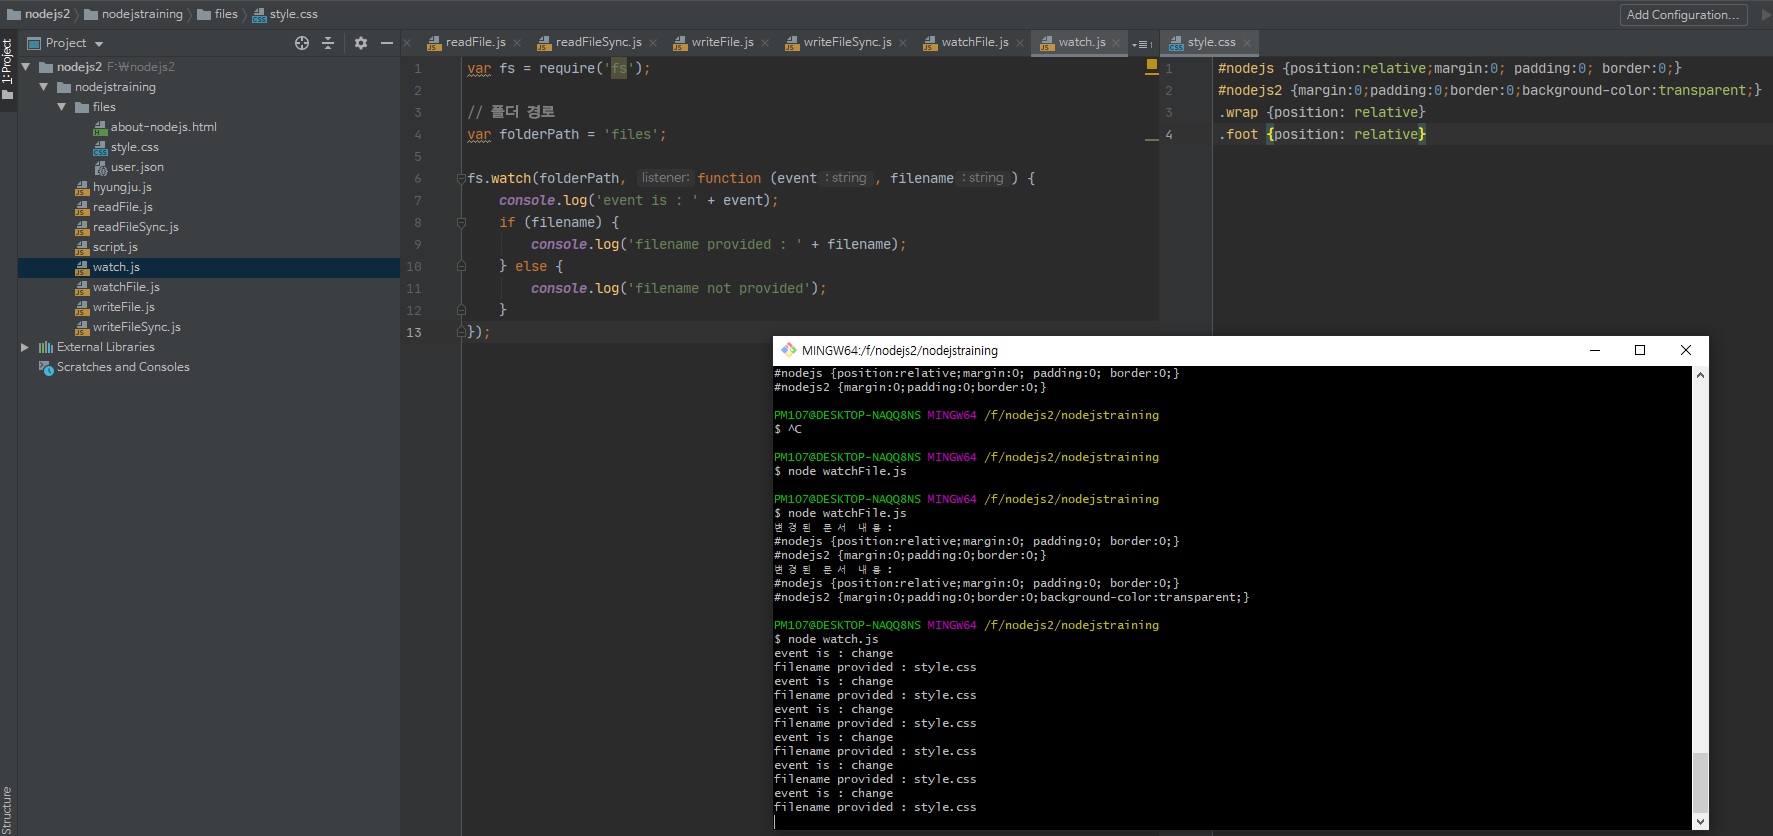 nodejs2 nodejstraining files style.css Add Configuration...
Project
1: Project
readFile.js readFileSync.js writeFile.js writeFileSync.js watchFile.js watch.js style.css
nodejs2 F:₩nodejs2
nodejstraining
files
about-nodejs.html
style.css
user.json
hyungju.js
readFile.js
readFileSync.js
script.js
watch.js
watchFile.js
writeFile.js
writeFileSync.js
External Libraries
Scratches and Consoles
Structure
1 var fs = require('fs');
2
3 // 폴더 경로
4 var folderPath = 'files';
5
6 fs.watch(folderPath, listener: function (event : string , filename : string ) {
7 console.log('event is : ' + event);
8 if (filename) {
9 console.log('filename provided : ' + filename);
10 } else {
11 console.log('filename not provided');
12 }
13 });
1 #nodejs {position:relative;margin:0; padding:0; border:0;}
2 #nodejs2 {margin:0;padding:0;border:0;background-color:transparent;}
3 .wrap {position: relative}
4 .foot {position: relative}
MINGW64:/f/nodejs2/nodejstraining
#nodejs {position:relative;margin:0; padding:0; border:0;}
#nodejs2 {margin:0;padding:0;border:0;}
PM107@DESKTOP-NAQQ8NS MINGW64 /f/nodejs2/nodejstraining
$ ^C
PM107@DESKTOP-NAQQ8NS MINGW64 /f/nodejs2/nodejstraining
$ node watchFile.js
PM107@DESKTOP-NAQQ8NS MINGW64 /f/nodejs2/nodejstraining
$ node watchFile.js
변경된 문서 내용 :
#nodejs {position:relative;margin:0; padding:0; border:0;}
#nodejs2 {margin:0;padding:0;border:0;}
변경된 문서 내용 :
#nodejs {position:relative;margin:0; padding:0; border:0;}
#nodejs2 {margin:0;padding:0;border:0;background-color:transparent;}
PM107@DESKTOP-NAQQ8NS MINGW64 /f/nodejs2/nodejstraining
$ node watch.js
event is : change
filename provided : style.css
event is : change
filename provided : style.css
event is : change
filename provided : style.css
event is : change
filename provided : style.css
event is : change
filename provided : style.css
event is : change
filename provided : style.css